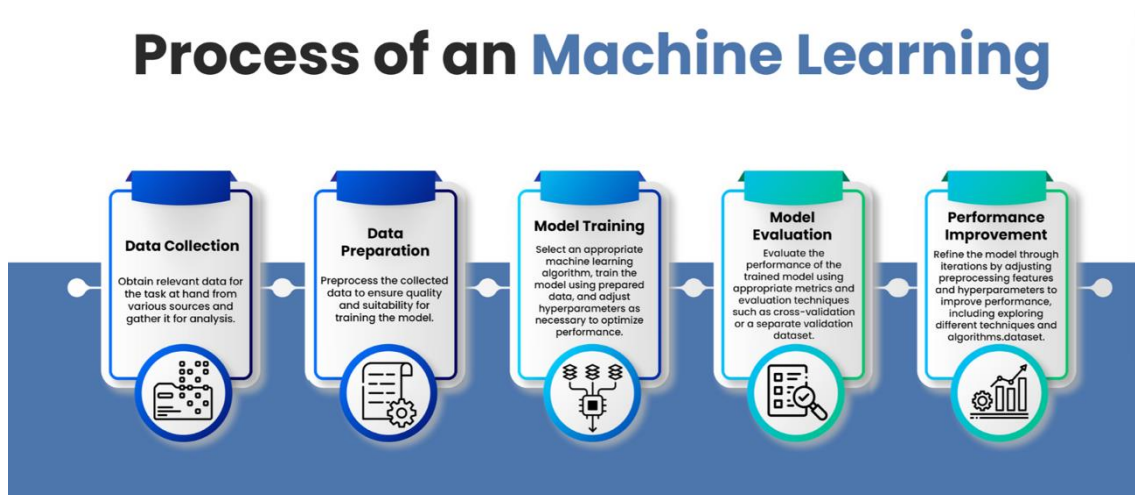 Process of an Machine Learning
Data Collection
Obtain relevant data for
the task at hand from
various sources and
gather it for analysis.
Data
Preparation
Preprocess the collected
data to ensure quality
and suitability for
training the model.
Model Training
Select an appropriate
machine learning
algorithm, train the
model using prepared
data, and adjust
hyperparameters as
necessary to optimize
performance.
Model
Evaluation
Evaluate the
performance of the
trained model using
appropriate metrics and
evaluation techniques
such as cross-validation
or a separate validation
dataset.
Performance
Improvement
Refine the model through
iterations by adjusting
preprocessing features
and hyperparameters to
improve performance,
including exploring
different techniques and
algorithms.dataset.